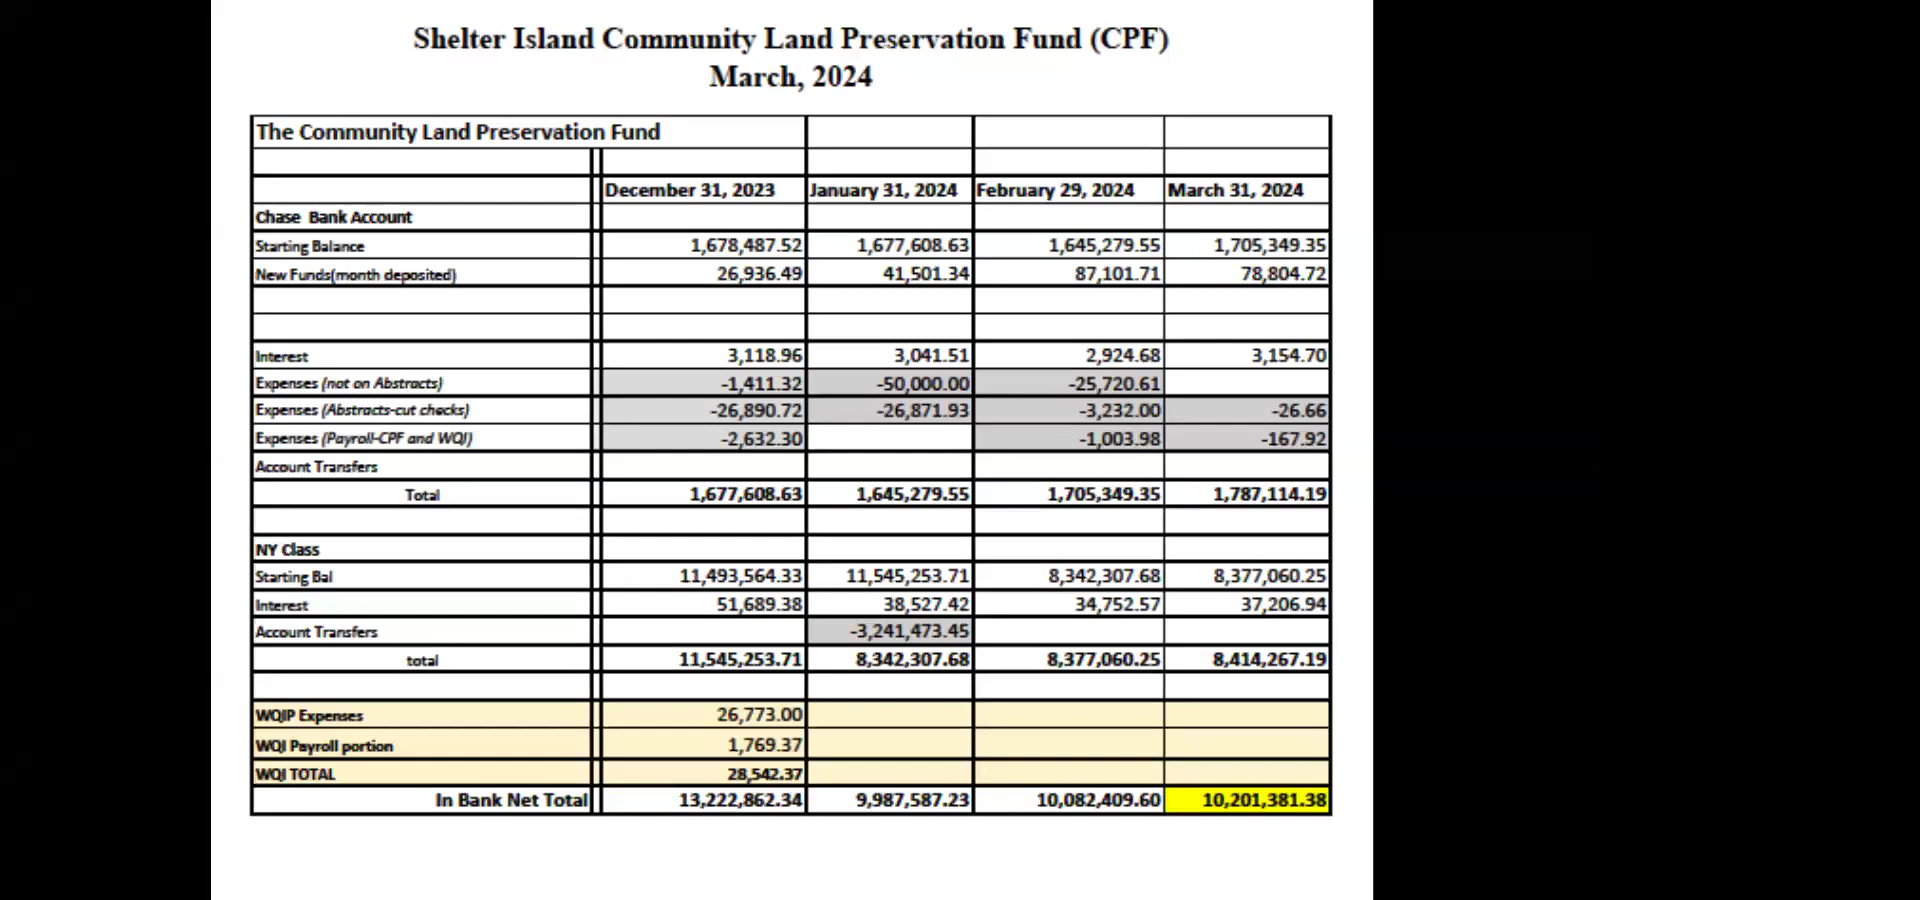 Shelter Island Community Land Preservation Fund (CPF)
March, 2024
The Community Land Preservation Fund
December 31, 2023 January 31, 2024 February 29, 2024 March 31, 2024
Chase Bank Account
Starting Balance 1,678,487.52 1,677,608.63 1,645,279.55 1,705,349.35
New Funds(month deposited) 26,936.49 41,501.34 87,101.71 78,804.72
Interest 3,118.96 3,041.51 2,924.68 3,154.70
Expenses (not on Abstracts) -1,411.32 -50,000.00 -25,720.61
Expenses (Abstracts-cut checks) -26,890.72 -26,871.93 -3,232.00 -26.66
Expenses (Payroll-CPF and WQI) -2,632.30 -1,003.98 -167.92
Account Transfers
Total 1,677,608.63 1,645,279.55 1,705,349.35 1,787,114.19
NY Class
Starting Bal 11,493,564.33 11,545,253.71 8,342,307.68 8,377,060.25
Interest 51,689.38 38,527.42 34,752.57 37,206.94
Account Transfers -3,241,473.45
total 11,545,253.71 8,342,307.68 8,377,060.25 8,414,267.19
WQIP Expenses 26,773.00
WQI Payroll portion 1,769.37
WQI TOTAL 28,542.37
In Bank Net Total 13,222,862.34 9,987,587.23 10,082,409.60 10,201,381.38